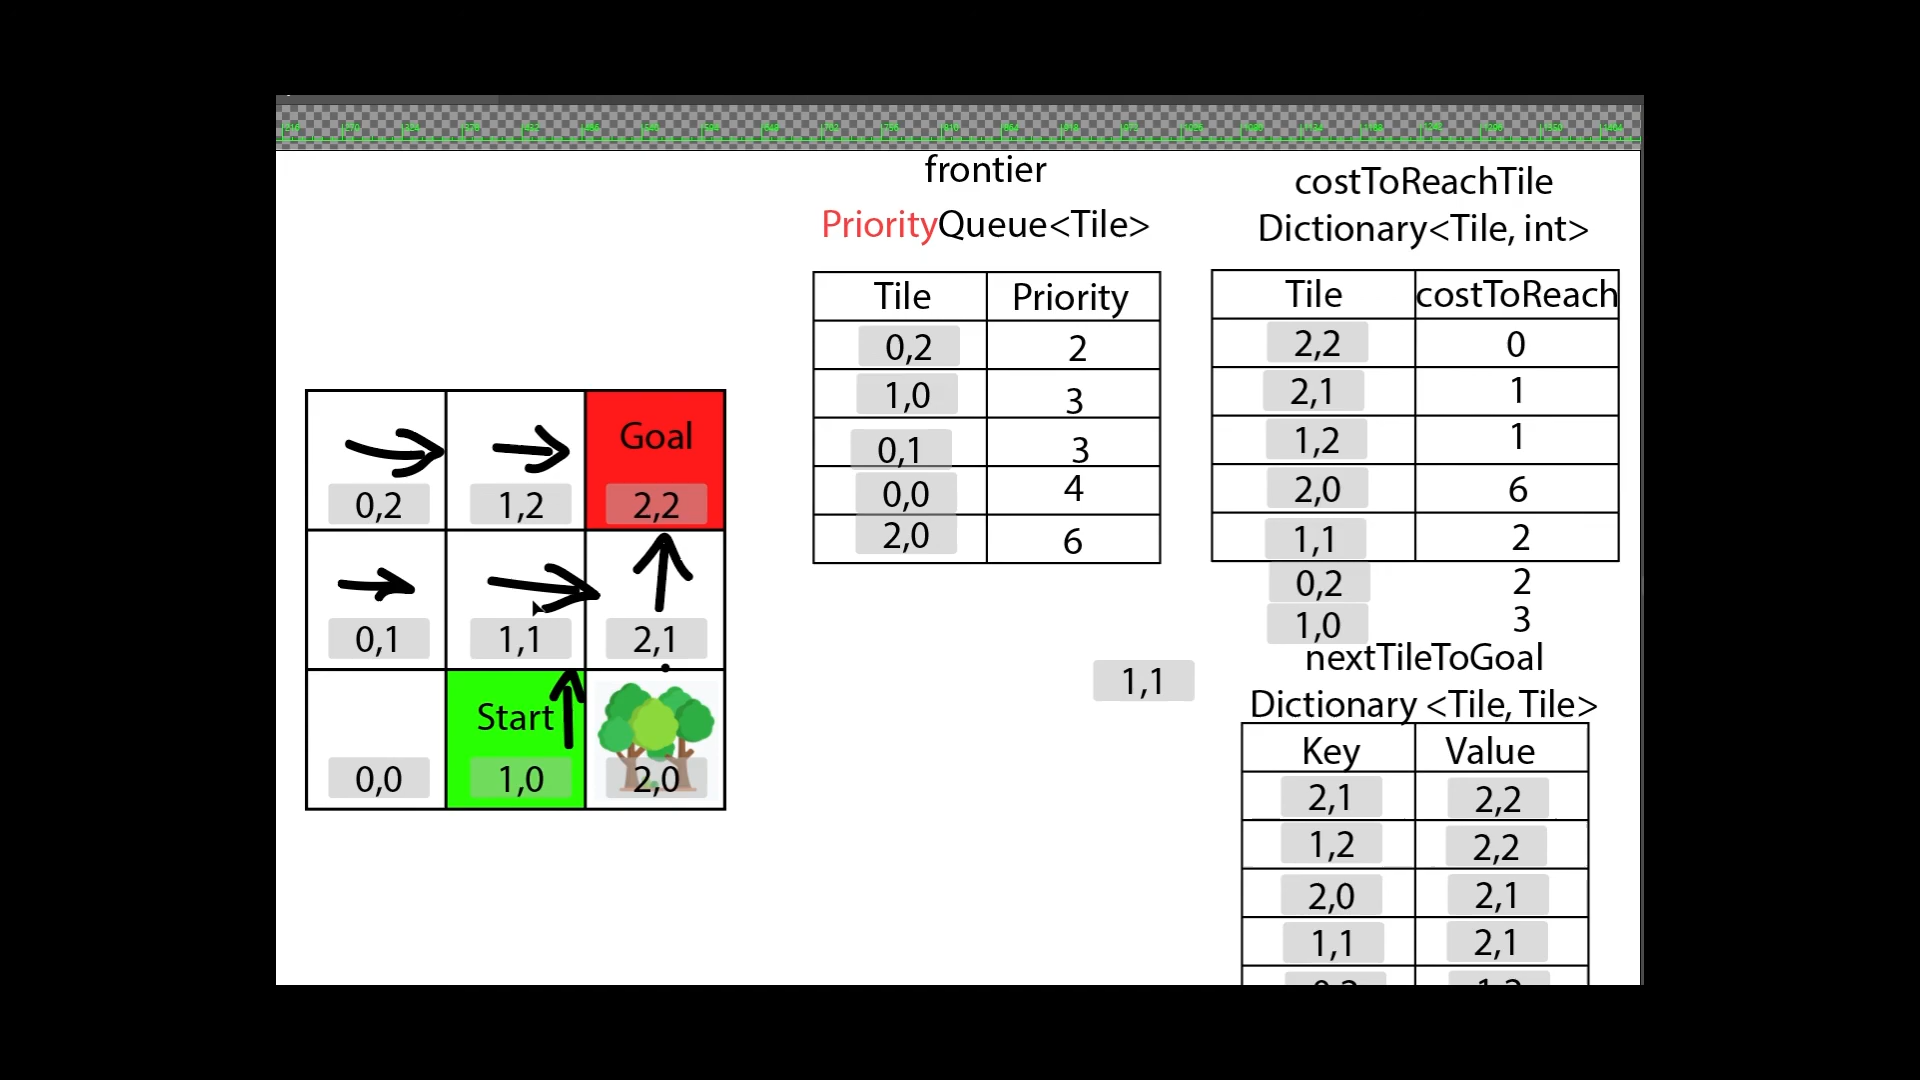 frontier
PriorityQueue<Tile>
Tile Priority
0,2 2
1,0 3
0,1 3
0,0 4
2,0 6
costToReachTile
Dictionary<Tile, int>
Tile costToReach
2,2 0
2,1 1
1,2 1
2,0 6
1,1 2
0,2 2
1,0 3
Goal
0,2 1,2 2,2
0,1 1,1 2,1
Start
0,0 1,0 2,0
1,1
nextTileToGoal
Dictionary <Tile, Tile>
Key Value
2,1 2,2
1,2 2,2
2,0 2,1
1,1 2,1